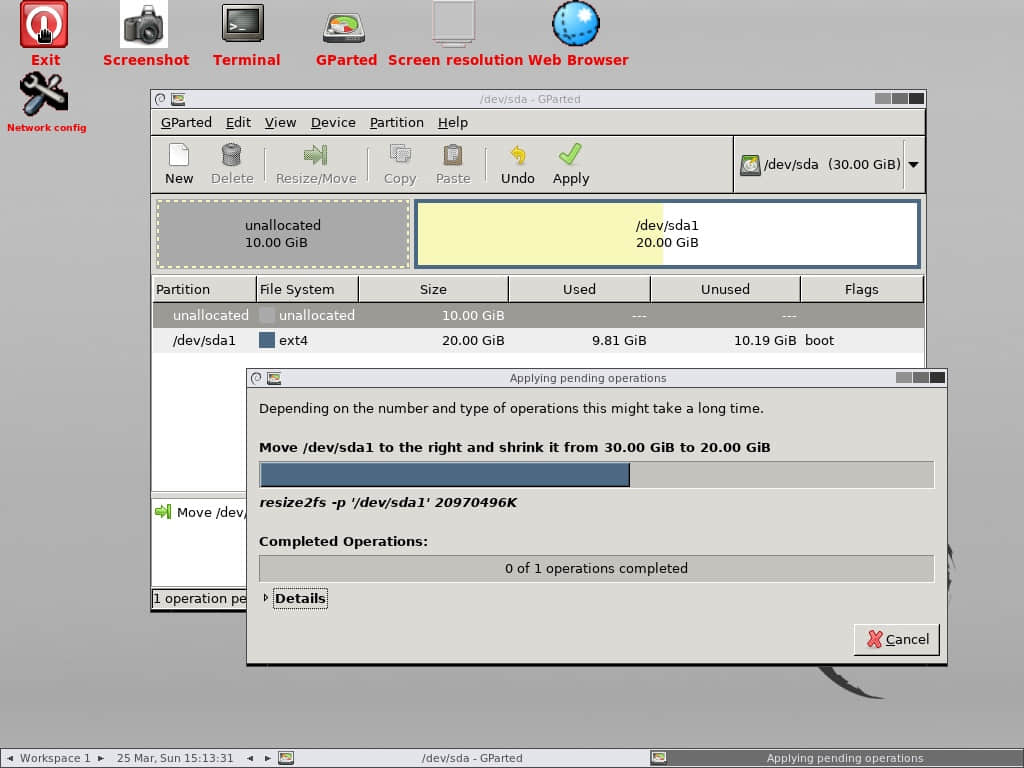 Exit
Screenshot
Terminal
GParted
Screen resolution
Web Browser
Network config
/dev/sda - GParted
GParted Edit View Device Partition Help
New Delete Resize/Move Copy Paste Undo Apply
/dev/sda (30.00 GiB)
unallocated
10.00 GiB
/dev/sda1
20.00 GiB
Partition File System Size Used Unused Flags
unallocated unallocated 10.00 GiB --- ---
/dev/sda1 ext4 20.00 GiB 9.81 GiB 10.19 GiB boot
Applying pending operations
Depending on the number and type of operations this might take a long time.
Move /dev/sda1 to the right and shrink it from 30.00 GiB to 20.00 GiB
resize2fs -p '/dev/sda1' 20970496K
Move /dev/
Completed Operations:
0 of 1 operations completed
1 operation pe
Details
Cancel
Workspace 1 25 Mar, Sun 15:13:31 /dev/sda - GParted Applying pending operations